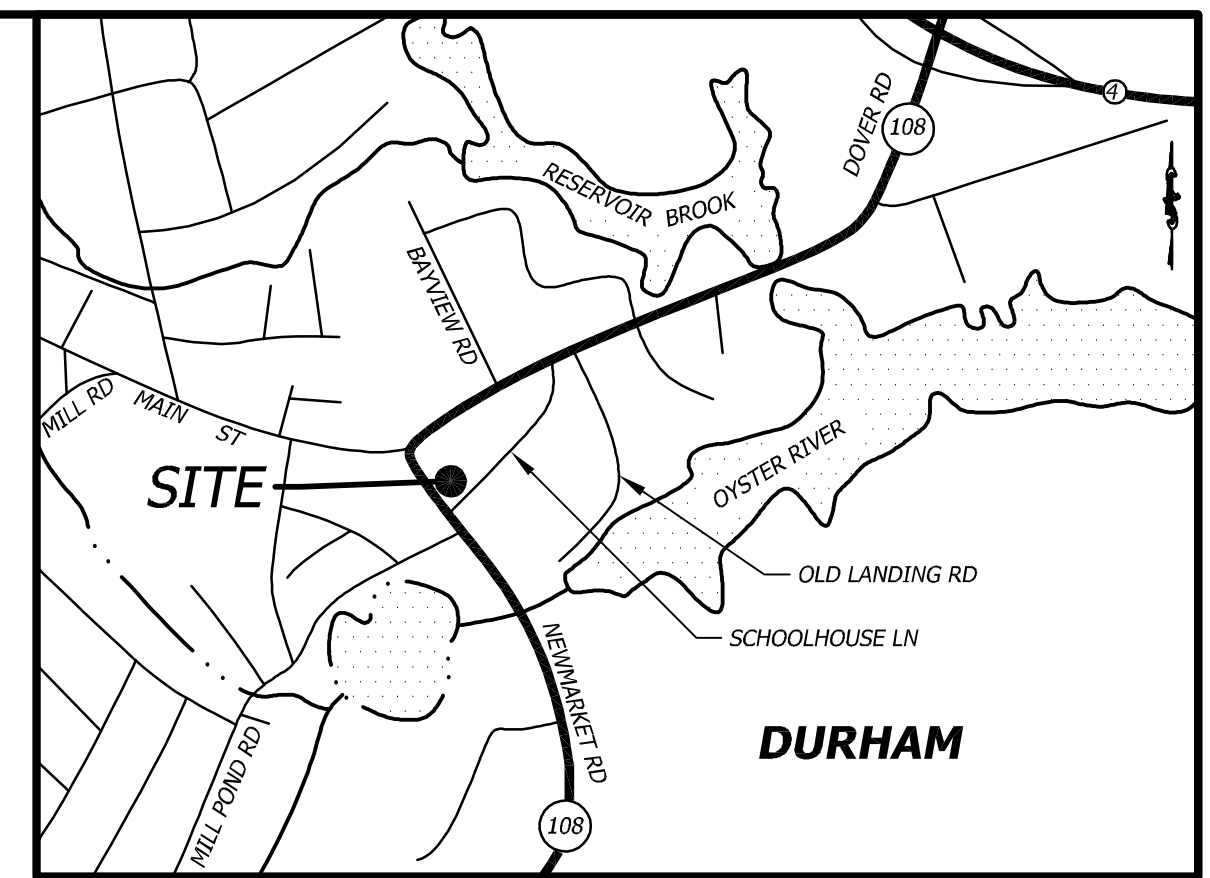 4
108
DOVER RD
RESERVOIR BROOK
BAYVIEW RD
MILL RD
MAIN ST
SITE
OYSTER RIVER
OLD LANDING RD
SCHOOLHOUSE LN
NEWMARKET RD
DURHAM
MILL POND RD
108